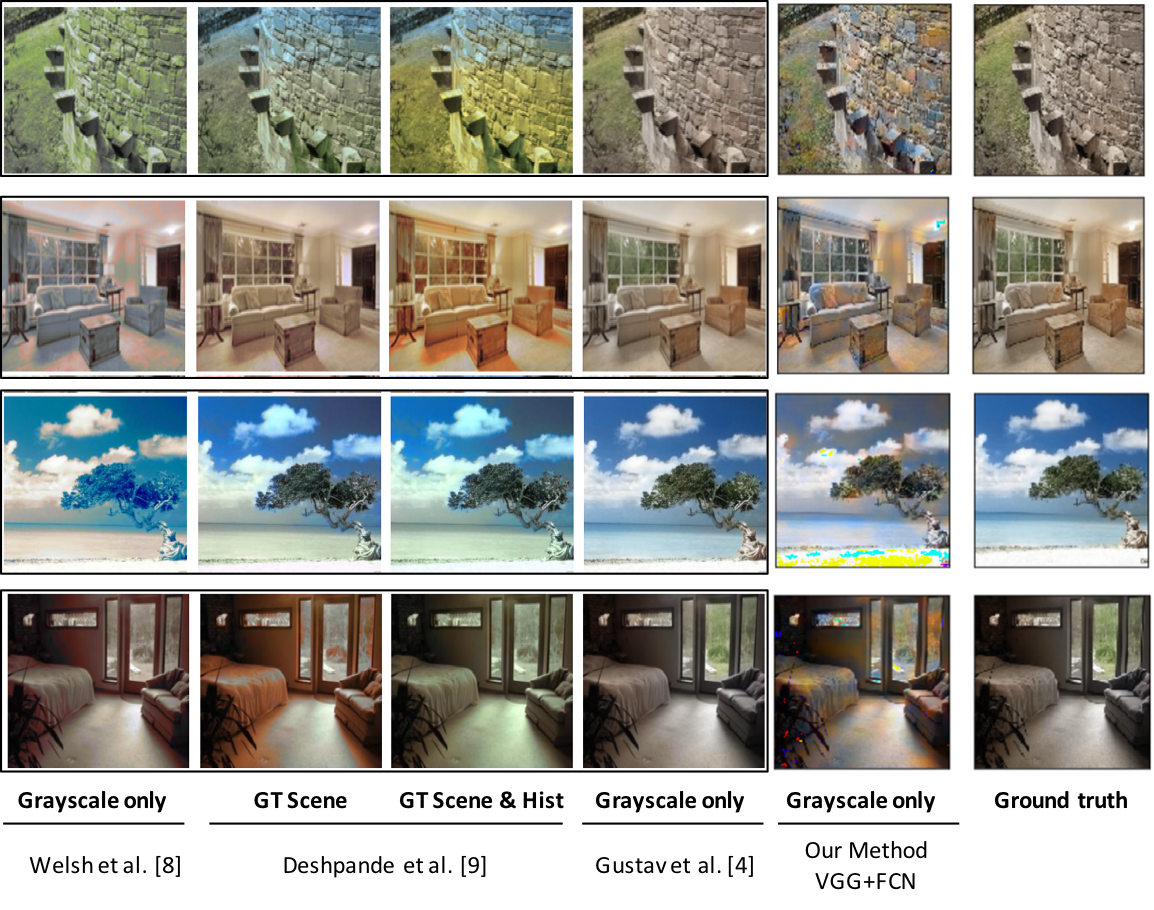 Grayscale only GT Scene GT Scene & Hist Grayscale only Grayscale only Ground truth
Welsh et al. [8] Deshpande et al. [9] Gustav et al. [4] Our Method
VGG+FCN